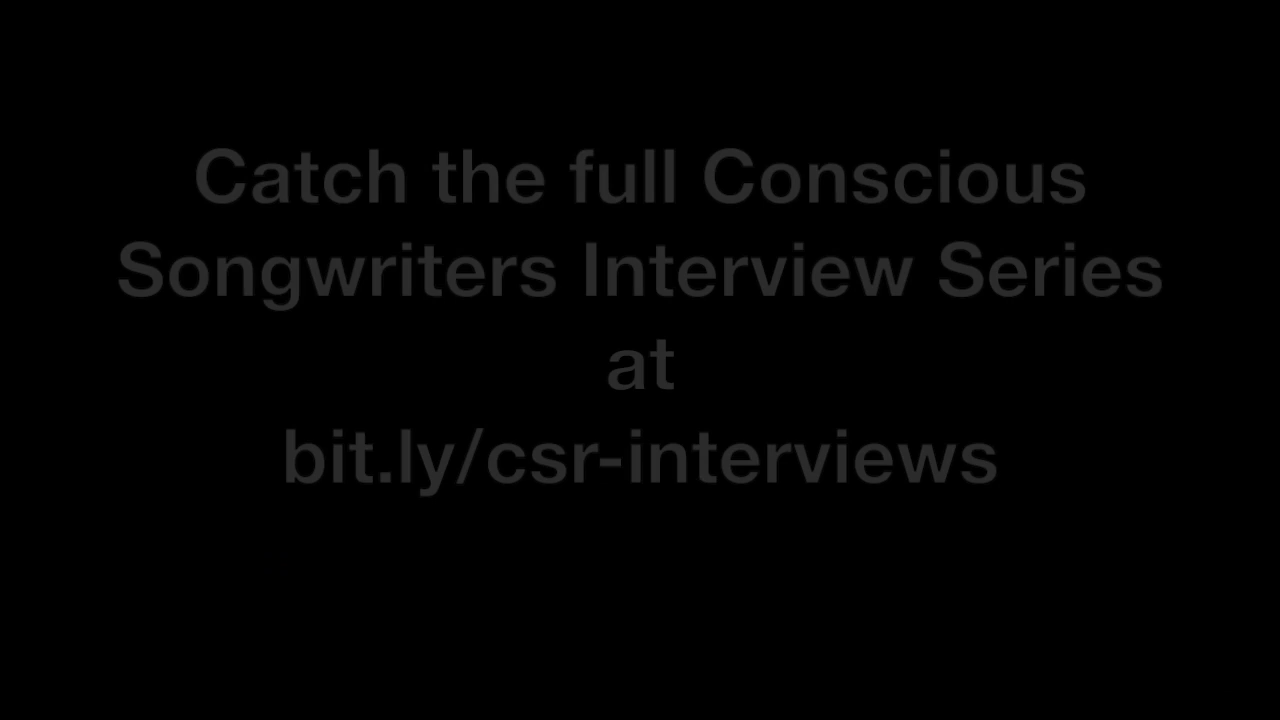 Catch the full Conscious
Songwriters Interview Series
at
bit.ly/csr-interviews